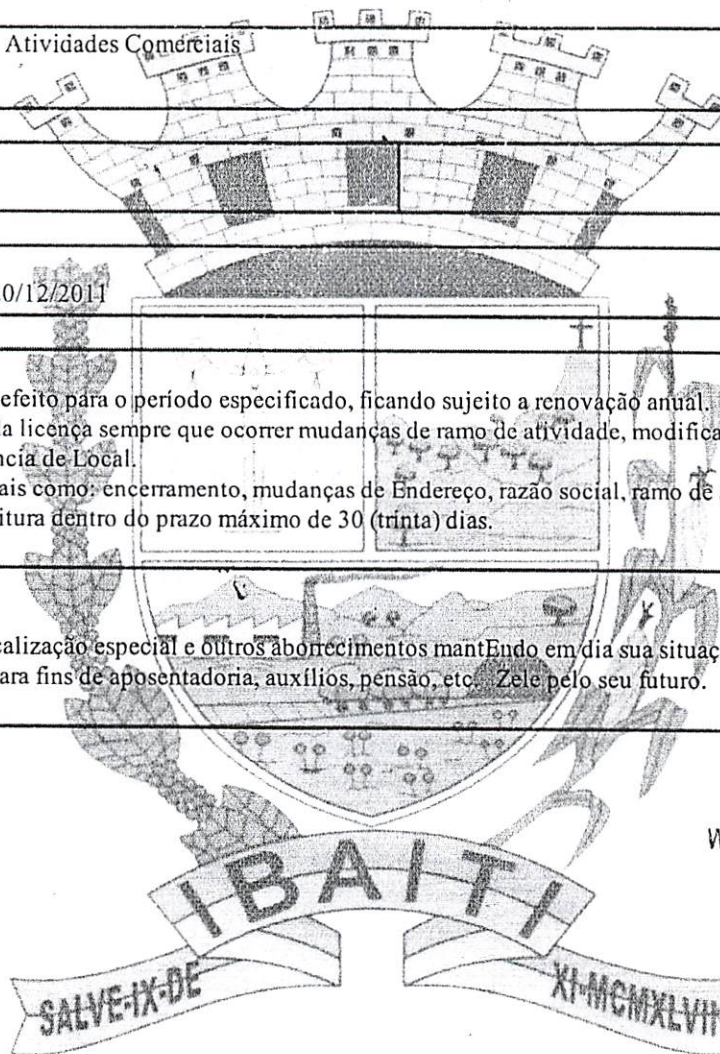 Atividades Comerciais
0/12/2011
efeito para o período especificado, ficando sujeito a renovação anual.
la licença sempre que ocorrer mudanças de ramo de atividade, modifica
ncia de Local.
ais como: encerramento, mudanças de Endereço, razão social, ramo de
itura dentro do prazo máximo de 30 (trinta) dias.
calização especial e outros aborrecimentos mantEndo em dia sua situaç
ara fins de aposentadoria, auxílios, pensão, etc. Zele pelo seu futuro.
W
IBAITI
SALVE-IX-DE
XI-MCMXLVII